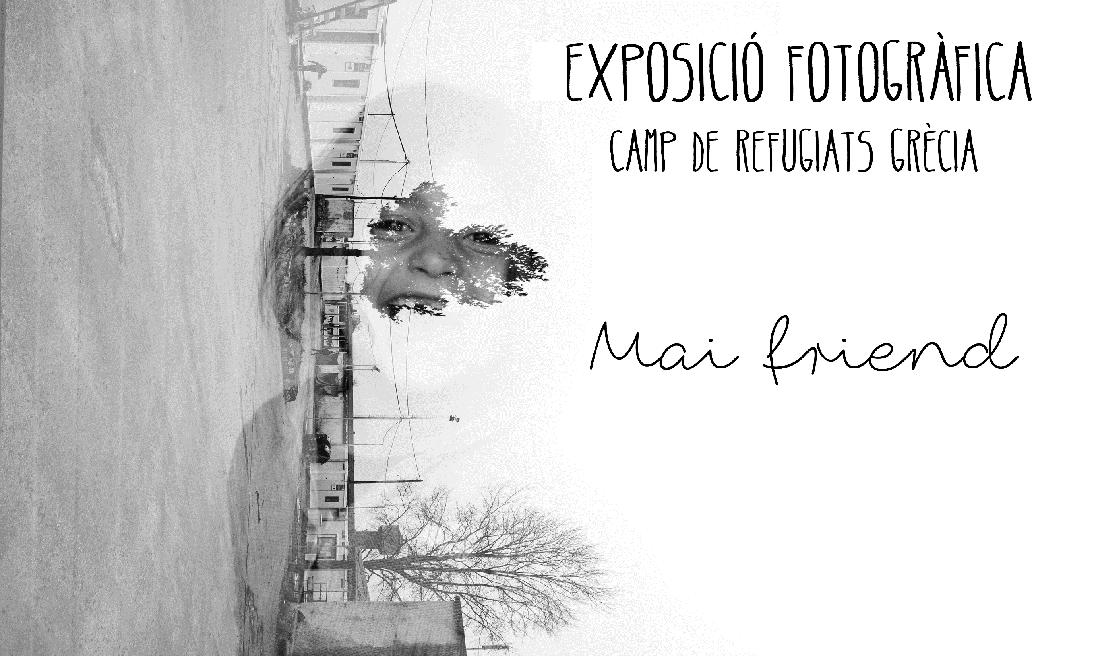 EXPOSICIÓ FOTOGRÀFICA
CAMP DE REFUGIATS GRÈCIA
Mai friend